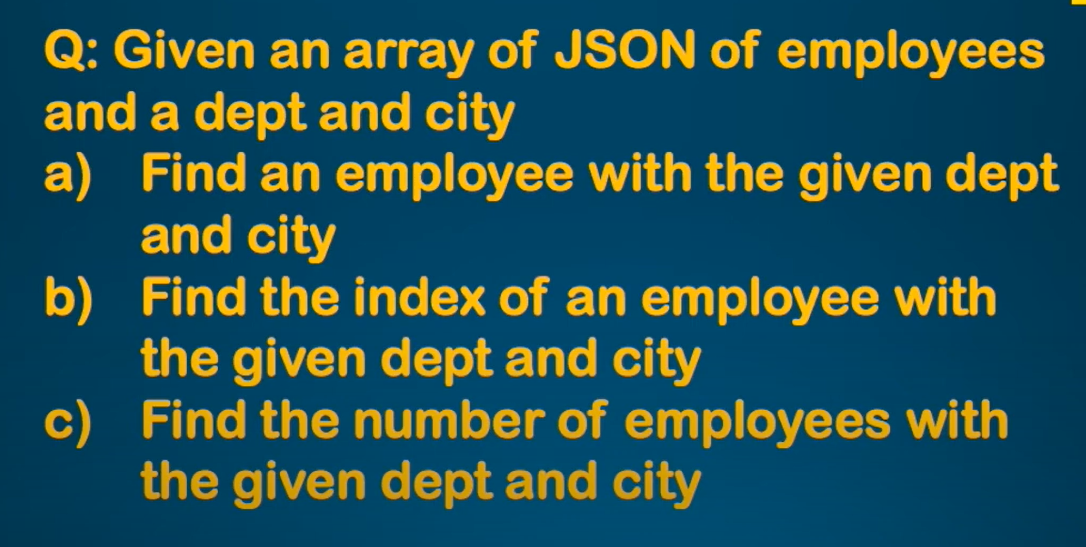 Q: Given an array of JSON of employees
and a dept and city
a) Find an employee with the given dept
and city
b) Find the index of an employee with
the given dept and city
c) Find the number of employees with
the given dept and city